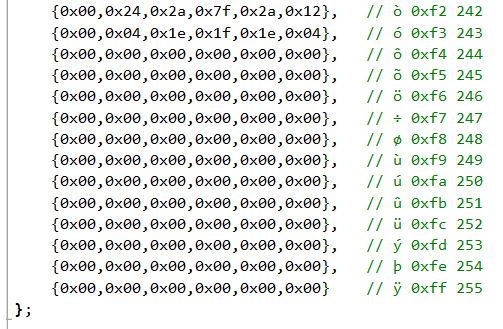 {0x00,0x24,0x2a,0x7f,0x2a,0x12}, // ò 0xf2 242
{0x00,0x04,0x1e,0x1f,0x1e,0x04}, // ó 0xf3 243
{0x00,0x00,0x00,0x00,0x00,0x00}, // ô 0xf4 244
{0x00,0x00,0x00,0x00,0x00,0x00}, // õ 0xf5 245
{0x00,0x00,0x00,0x00,0x00,0x00}, // ö 0xf6 246
{0x00,0x00,0x00,0x00,0x00,0x00}, // ÷ 0xf7 247
{0x00,0x00,0x00,0x00,0x00,0x00}, // ø 0xf8 248
{0x00,0x00,0x00,0x00,0x00,0x00}, // ù 0xf9 249
{0x00,0x00,0x00,0x00,0x00,0x00}, // ú 0xfa 250
{0x00,0x00,0x00,0x00,0x00,0x00}, // û 0xfb 251
{0x00,0x00,0x00,0x00,0x00,0x00}, // ü 0xfc 252
{0x00,0x00,0x00,0x00,0x00,0x00}, // ý 0xfd 253
{0x00,0x00,0x00,0x00,0x00,0x00}, // þ 0xfe 254
{0x00,0x00,0x00,0x00,0x00,0x00} // ÿ 0xff 255
};